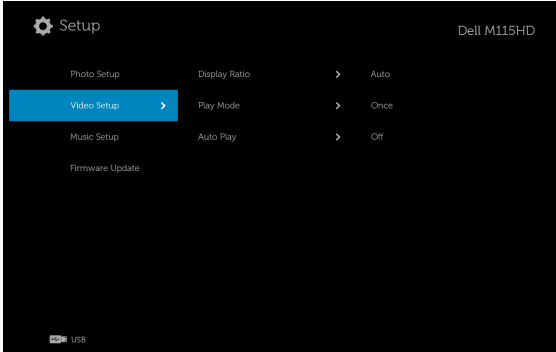 Setup
Dell M115HD
Photo Setup Display Ratio Auto
Video Setup Play Mode Once
Music Setup Auto Play Off
Firmware Update
USB